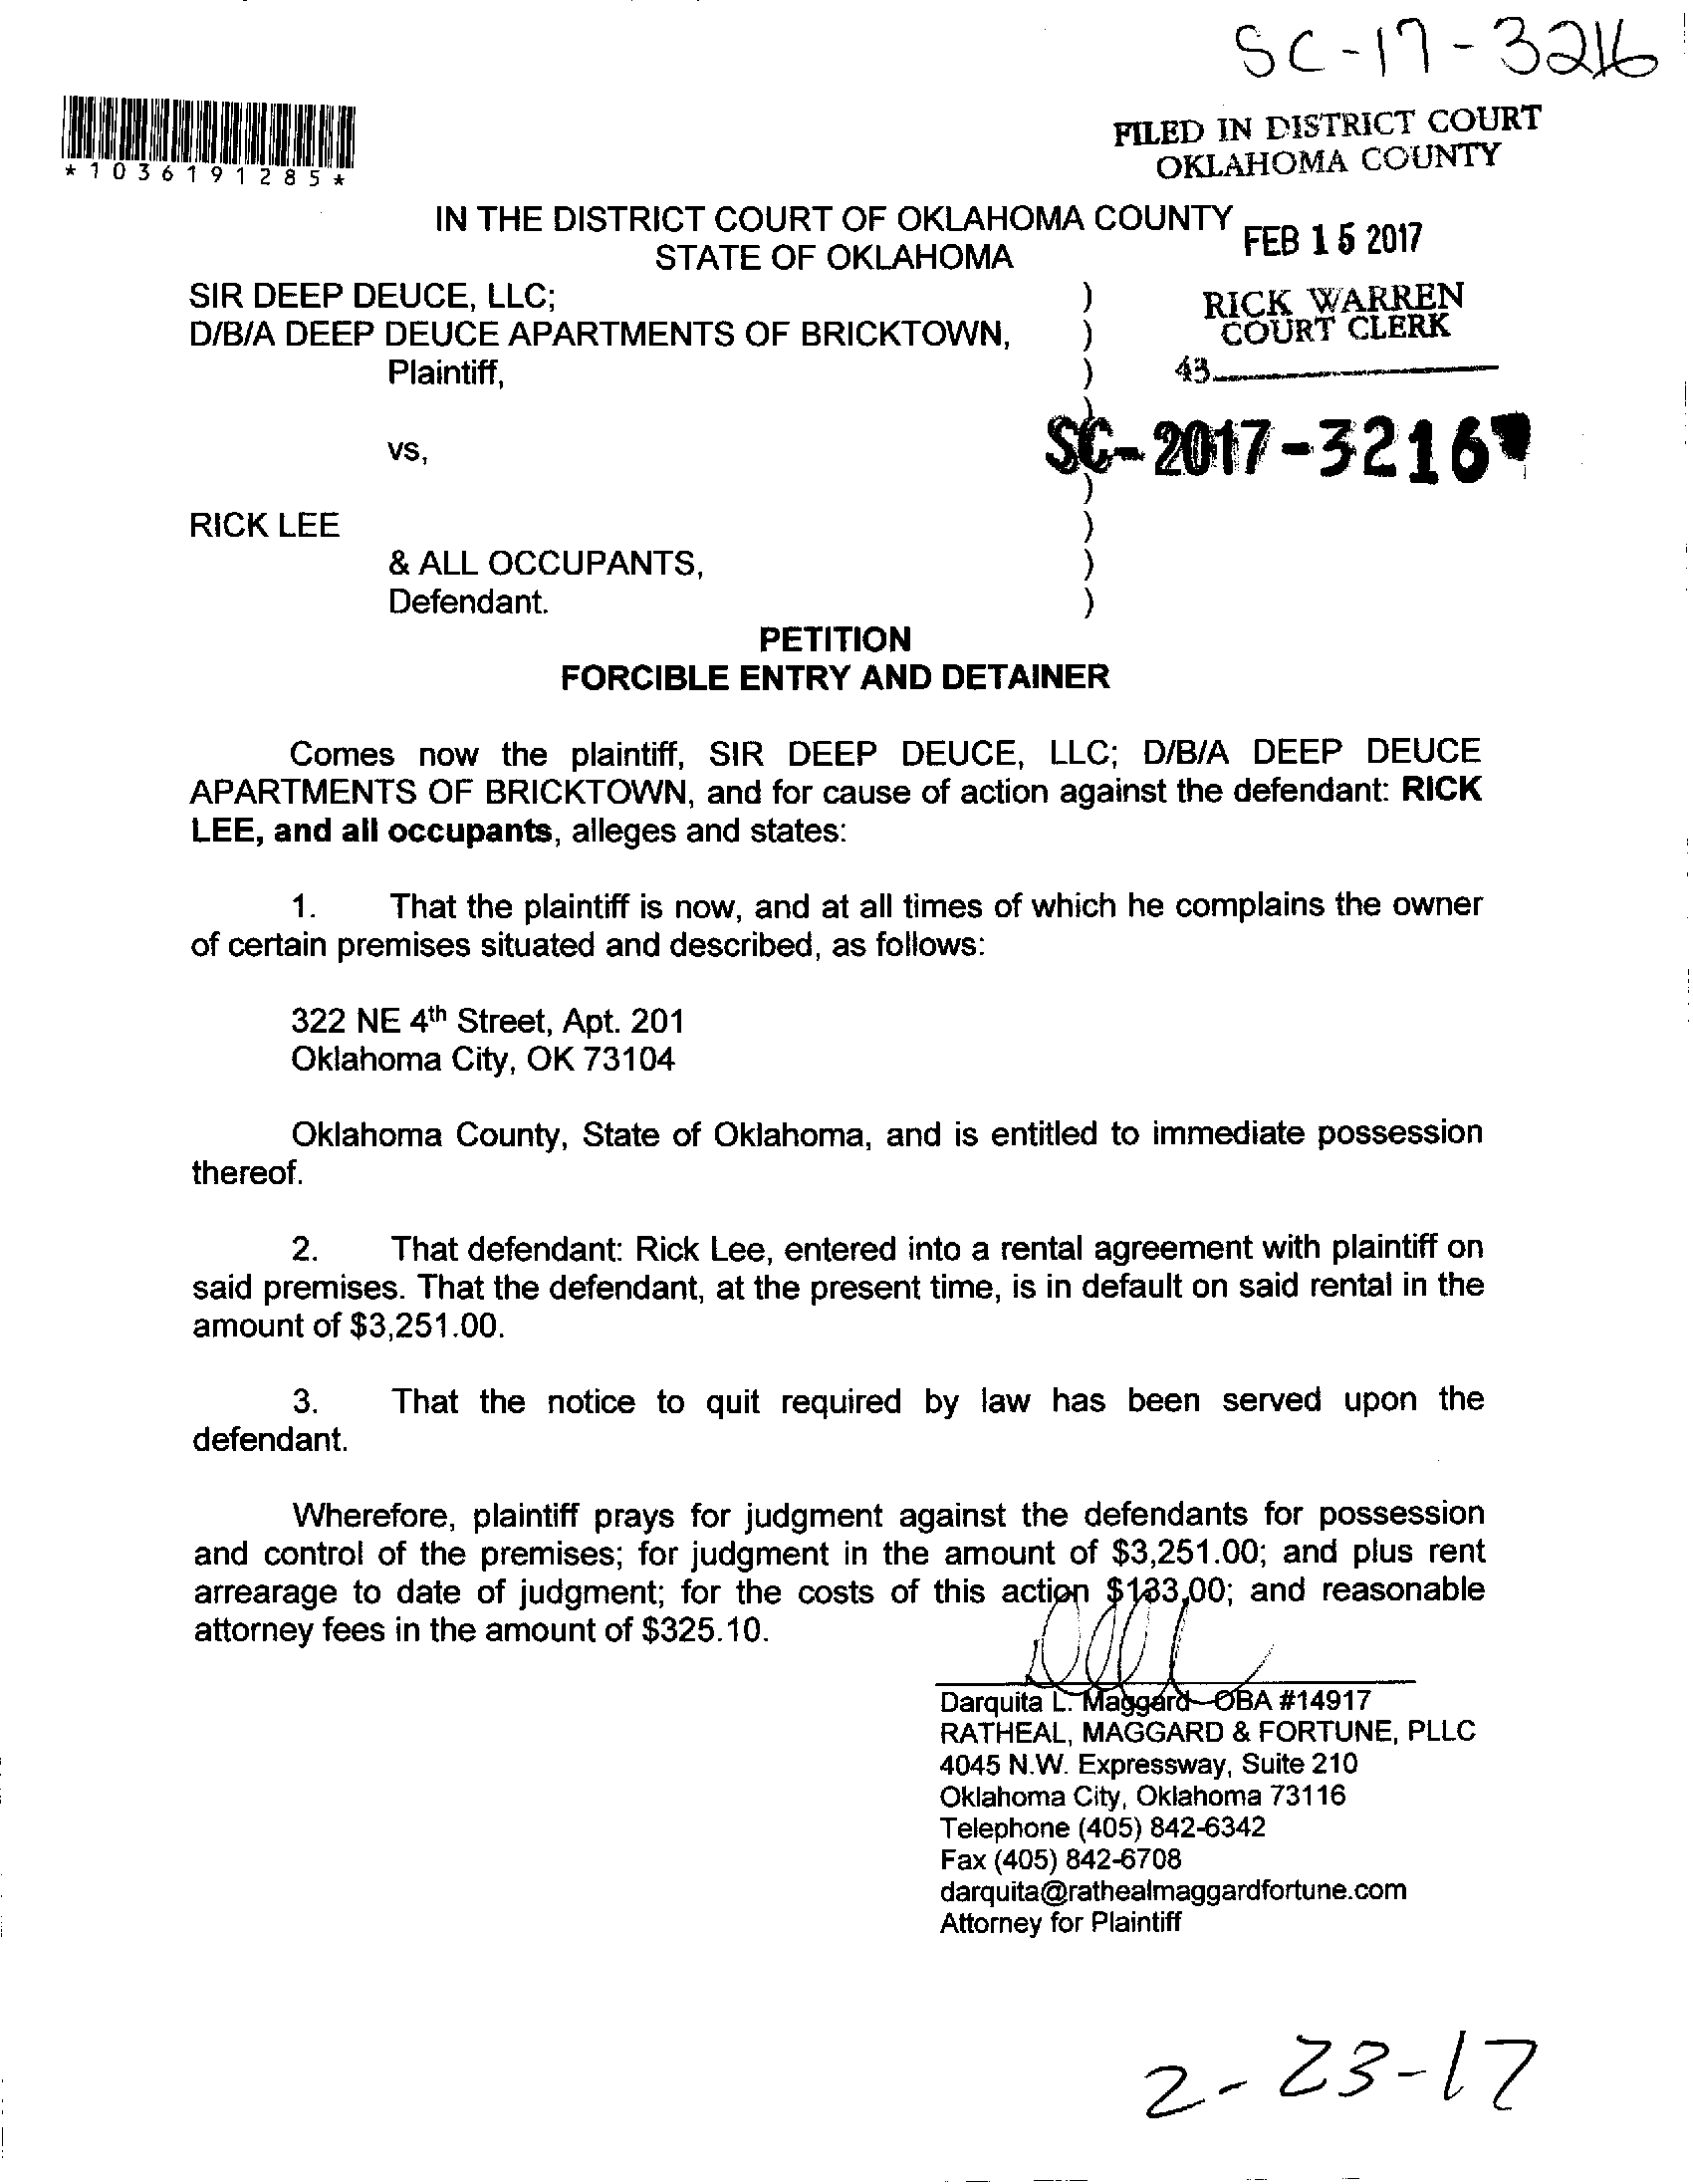 SC-17-3216
*1036191285*
FILED IN DISTRICT COURT
OKLAHOMA COUNTY
IN THE DISTRICT COURT OF OKLAHOMA COUNTY
STATE OF OKLAHOMA
FEB 15 2017
SIR DEEP DEUCE, LLC; )
D/B/A DEEP DEUCE APARTMENTS OF BRICKTOWN, )
Plaintiff, )
RICK WARREN
COURT CLERK
43
vs,
SC-2017-3216
)
RICK LEE )
& ALL OCCUPANTS, )
Defendant. )
PETITION
FORCIBLE ENTRY AND DETAINER
Comes now the plaintiff, SIR DEEP DEUCE, LLC; D/B/A DEEP DEUCE
APARTMENTS OF BRICKTOWN, and for cause of action against the defendant: RICK
LEE, and all occupants, alleges and states:
1. That the plaintiff is now, and at all times of which he complains the owner
of certain premises situated and described, as follows:
322 NE 4th Street, Apt. 201
Oklahoma City, OK 73104
Oklahoma County, State of Oklahoma, and is entitled to immediate possession
thereof.
2. That defendant: Rick Lee, entered into a rental agreement with plaintiff on
said premises. That the defendant, at the present time, is in default on said rental in the
amount of $3,251.00.
3. That the notice to quit required by law has been served upon the
defendant.
Wherefore, plaintiff prays for judgment against the defendants for possession
and control of the premises; for judgment in the amount of $3,251.00; and plus rent
arrearage to date of judgment; for the costs of this action $183.00; and reasonable
attorney fees in the amount of $325.10.
Darquita L. Maggard OBA #14917
RATHEAL, MAGGARD & FORTUNE, PLLC
4045 N.W. Expressway, Suite 210
Oklahoma City, Oklahoma 73116
Telephone (405) 842-6342
Fax (405) 842-6708
darquita@rathealmaggardfortune.com
Attorney for Plaintiff
2-23-17